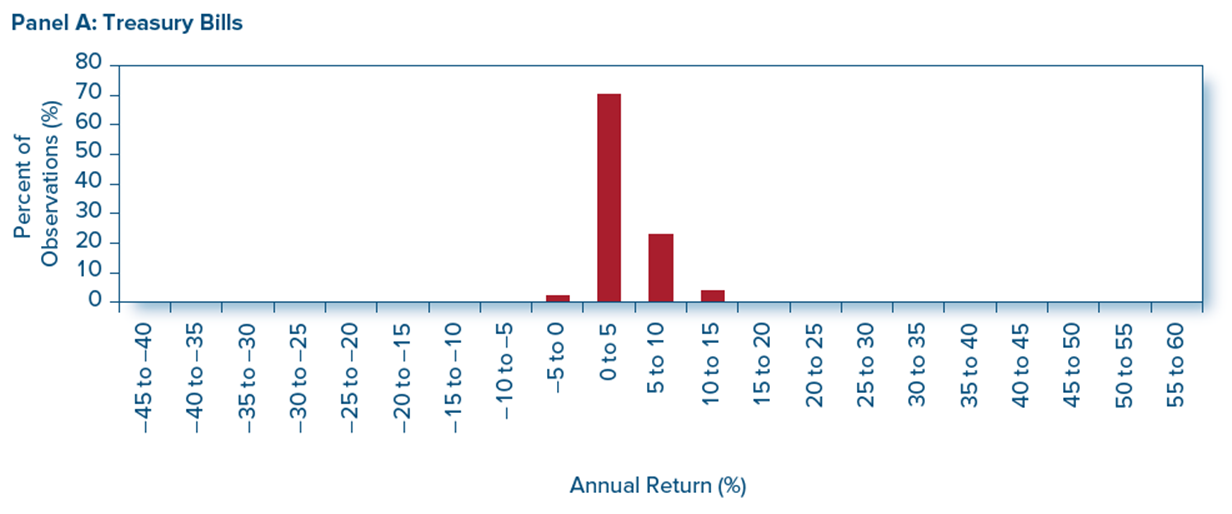 Panel A: Treasury Bills
Percent of
Observations (%)
80
70
60
50
40
30
20
10
0
−45 to −40
−40 to −35
−35 to −30
−30 to −25
−25 to −20
−20 to −15
−15 to −10
−10 to −5
−5 to 0
0 to 5
5 to 10
10 to 15
15 to 20
20 to 25
25 to 30
30 to 35
35 to 40
40 to 45
45 to 50
50 to 55
55 to 60
Annual Return (%)